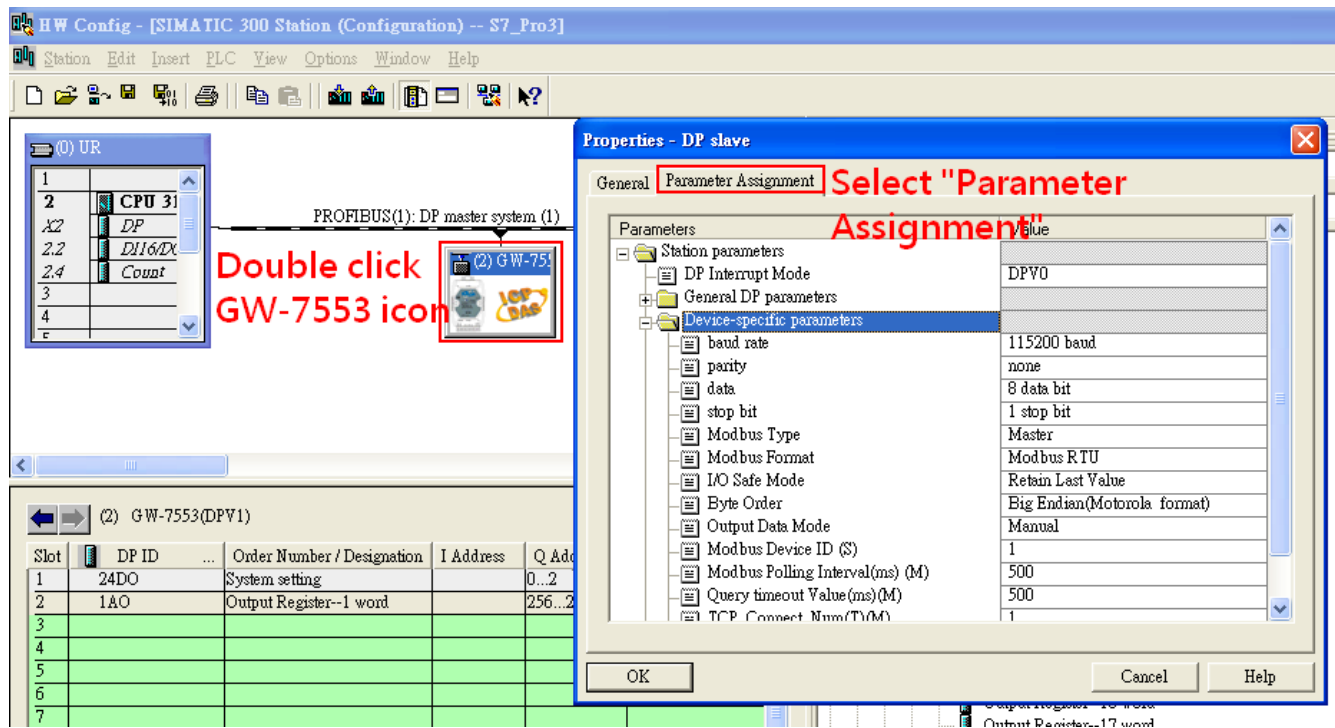 HW Config - [SIMATIC 300 Station (Configuration) -- S7_Pro3]
Station Edit Insert PLC View Options Window Help
(0) UR
1
2 CPU 31
X2 DP
2.2 DI16/DO
2.4 Count
3
4
PROFIBUS(1): DP master system (1)
(2) GW-755
ICP
DAS
Double click
GW-7553 icon
Properties - DP slave
General Parameter Assignment
Select "Parameter
Assignment"
Parameters Value
Station parameters
DP Interrupt Mode DPV0
General DP parameters
Device-specific parameters
baud rate 115200 baud
parity none
data 8 data bit
stop bit 1 stop bit
Modbus Type Master
Modbus Format Modbus RTU
I/O Safe Mode Retain Last Value
Byte Order Big Endian(Motorola format)
Output Data Mode Manual
Modbus Device ID (S) 1
Modbus Polling Interval(ms) (M) 500
Query timeout Value(ms)(M) 500
TCP Connect Num(T)(M) 1
OK Cancel Help
(2) GW-7553(DPV1)
Slot DP ID ... Order Number / Designation I Address Q Add
1 24DO System setting 0...2
2 1AO Output Register--1 word 256...2
3
4
5
6
7
Output Register--17 word